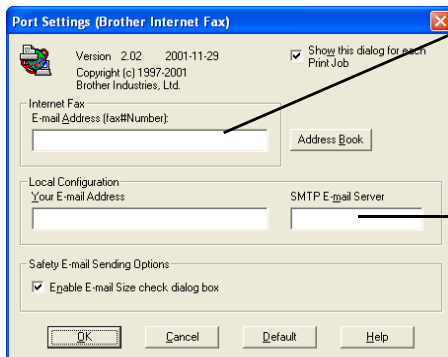 Port Settings (Brother Internet Fax)
Version 2.02 2001-11-29
Copyright (c) 1997-2001
Brother Industries, Ltd.
Show this dialog for each
Print Job
Internet Fax
E-mail Address (fax#Number):
Address Book
Local Configuration
Your E-mail Address
SMTP E-mail Server
Safety E-mail Sending Options
Enable E-mail Size check dialog box
OK Cancel Default Help